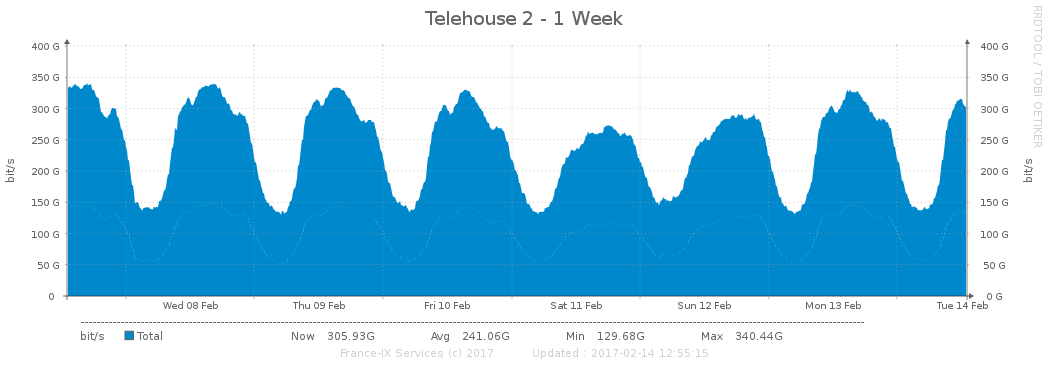 Telehouse 2 - 1 Week
RRDTOOL / TOBI OETIKER
400 G 400 G
350 G 350 G
300 G 300 G
250 G 250 G
200 G 200 G
150 G 150 G
100 G 100 G
50 G 50 G
0 0 G
bit/s bit/s
Wed 08 Feb Thu 09 Feb Fri 10 Feb Sat 11 Feb Sun 12 Feb Mon 13 Feb Tue 14 Feb
bit/s Total Now 305.93G Avg 241.06G Min 129.68G Max 340.44G
France-IX Services (c) 2017 Updated : 2017-02-14 12:55:15